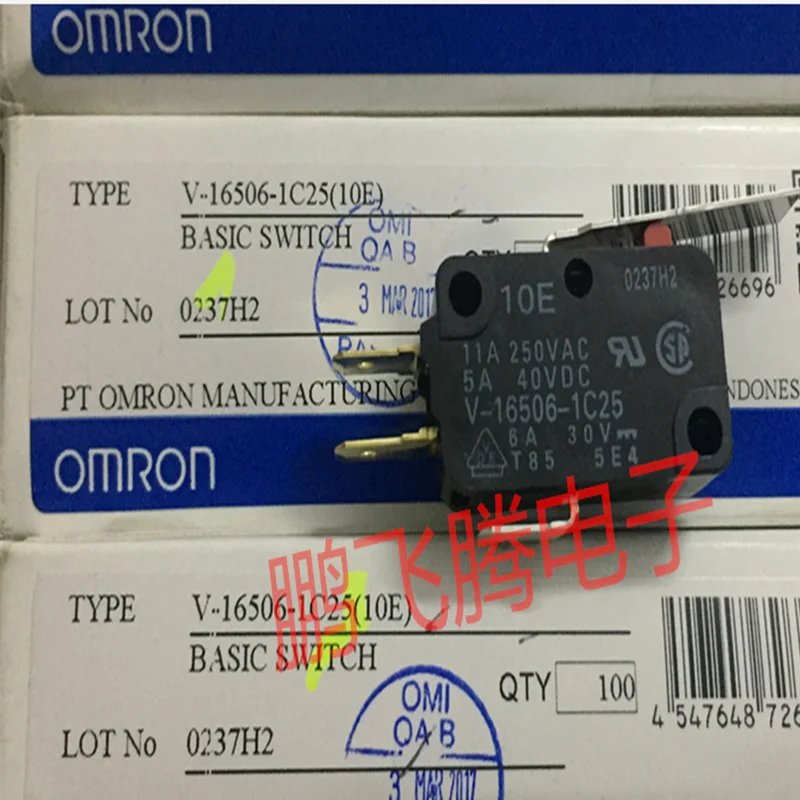 OMRON
TYPE V-16506-1C25(10E)
BASIC SWITCH
LOT No 0237H2
OMI
QA B
3 MAR 2017
PT OMRON MANUFACTURING
26696
10E 0237H2
11A 250VAC
5A 40VDC
V-16506-1C25
6A 30V
T85 5E4
OMRON
鹏飞腾电子
TYPE V-16506-1C25(10E)
BASIC SWITCH
QTY 100
LOT No 0237H2
OMI
QA B
3 MAR 2017
4 547648 726